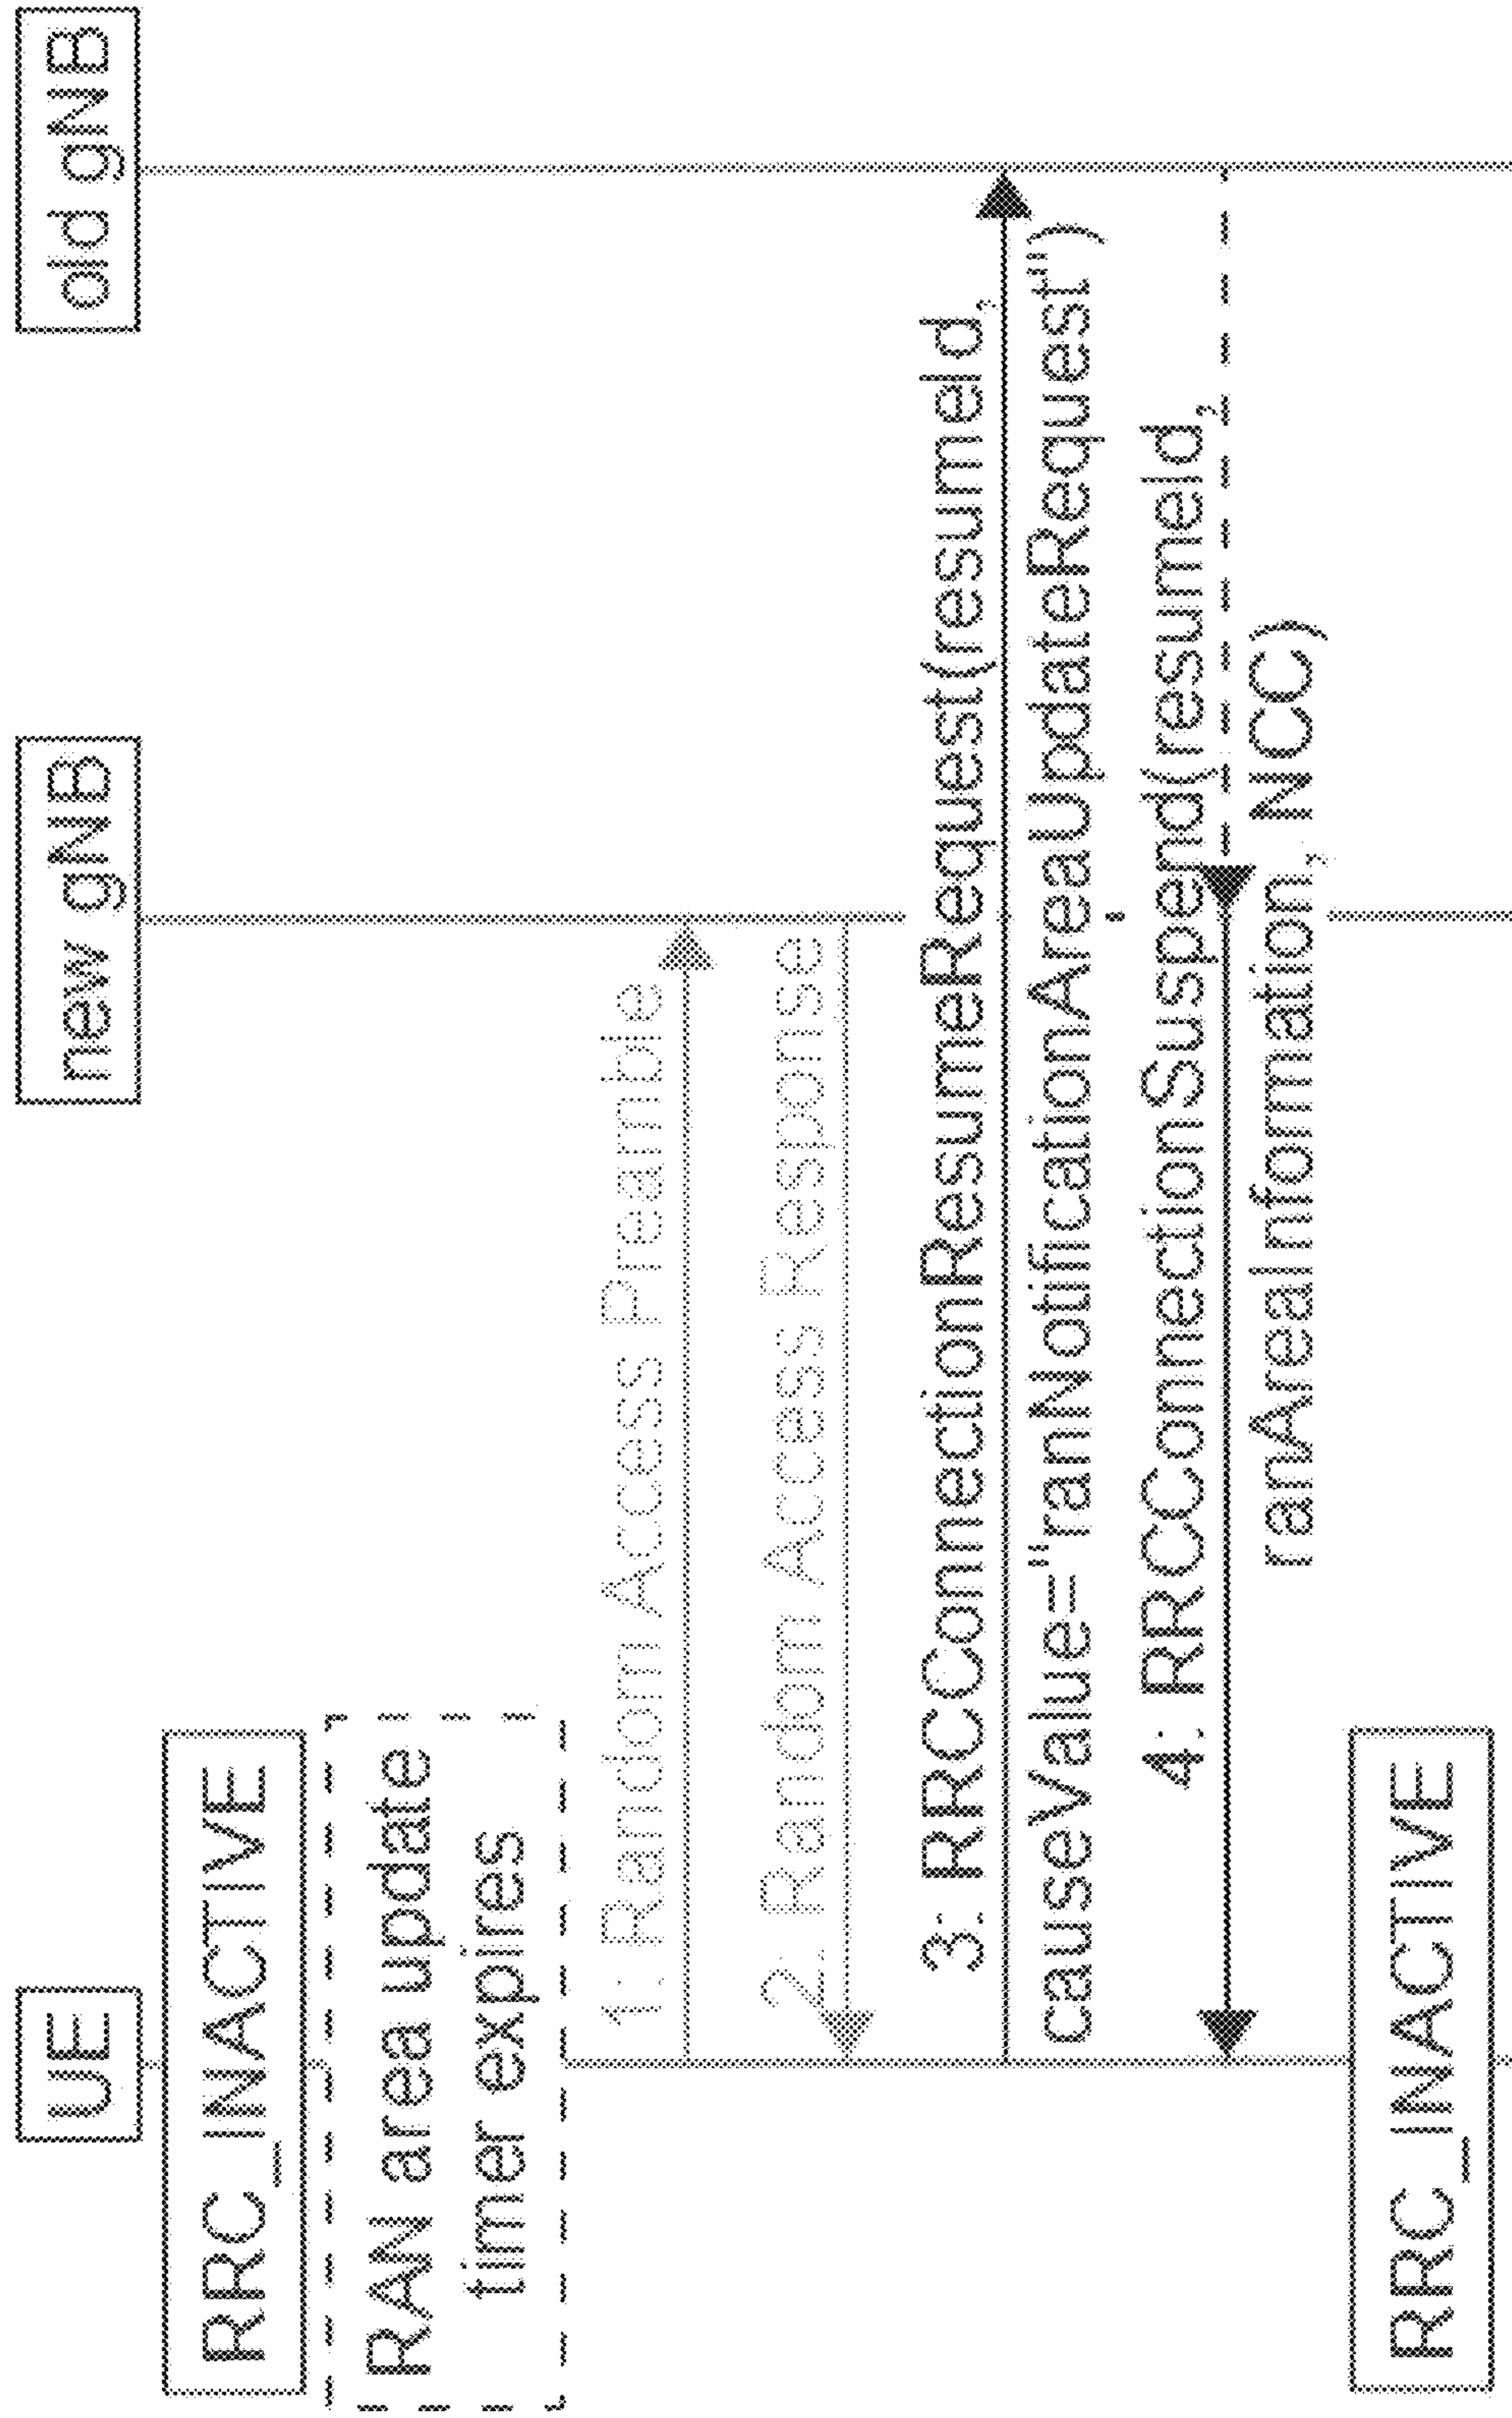 UE
new gNB
old gNB
RRC_INACTIVE
RAN area update
timer expires
1: Random Access Preamble
2. Random Access Response
3: RRCConnectionResumeRequest(resumeId,
causeValue="ranNotificationAreaUpdateRequest")
4: RRCConnectionSuspend(resumeId,
ranAreaInformation, NCC)
RRC_INACTIVE